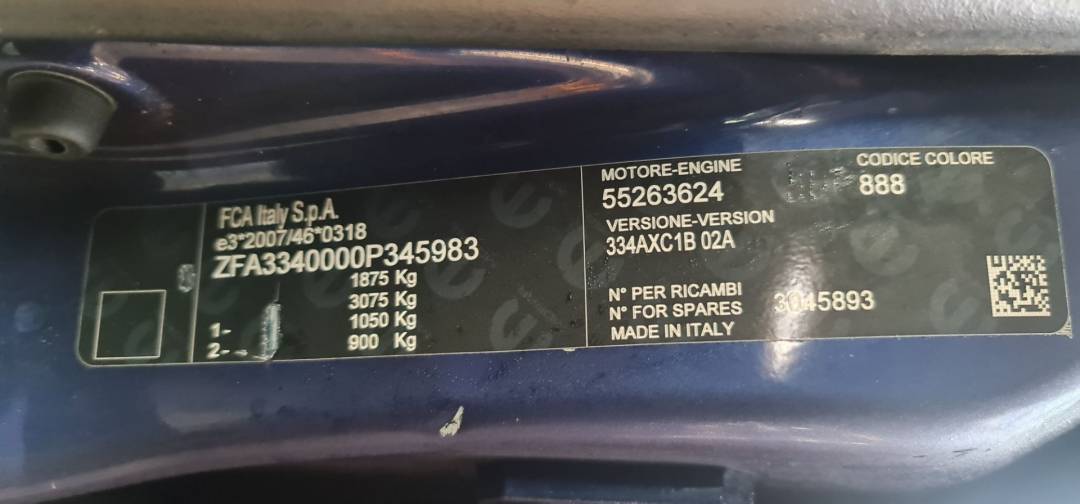 FCA Italy S.p.A.
e3*2007/46*0318
ZFA3340000P345983
1875 Kg
3075 Kg
1- 1050 Kg
2- 900 Kg
MOTORE-ENGINE
55263624
VERSIONE-VERSION
334AXC1B 02A
CODICE COLORE
888
N° PER RICAMBI
N° FOR SPARES 3045893
MADE IN ITALY